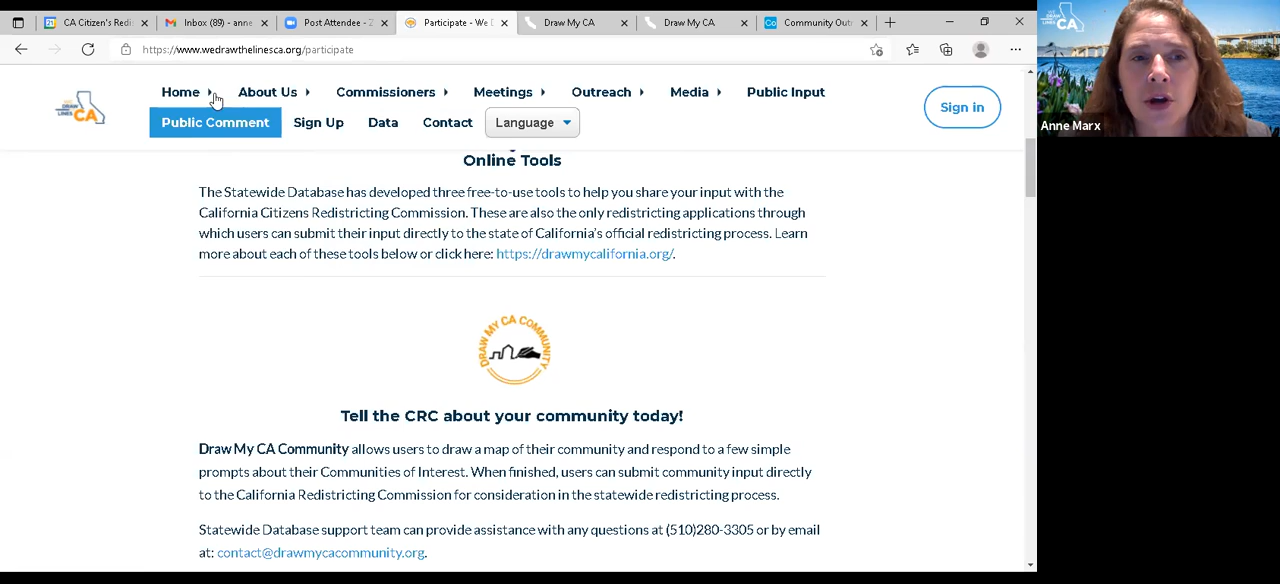 CA Citizen's Redi
Inbox (89) - anne
Post Attendee - Z
Participate - We D
Draw My CA
Draw My CA
Community Out
https://www.wedrawthelinesca.org/participate
WE
DRAW
THE
LINES
CA
Anne Marx
Home
About Us
Commissioners
Meetings
Outreach
Media
Public Input
Public Comment
Sign Up
Data
Contact
Language
Sign in
DRAW
LINES
CA
Online Tools
The Statewide Database has developed three free-to-use tools to help you share your input with the
California Citizens Redistricting Commission. These are also the only redistricting applications through
which users can submit their input directly to the state of California's official redistricting process. Learn
more about each of these tools below or click here: https://drawmycalifornia.org/.
DRAW MY CA COMMUNITY
Tell the CRC about your community today!
Draw My CA Community allows users to draw a map of their community and respond to a few simple
prompts about their Communities of Interest. When finished, users can submit community input directly
to the California Redistricting Commission for consideration in the statewide redistricting process.
Statewide Database support team can provide assistance with any questions at (510)280-3305 or by email
at: contact@drawmycacommunity.org.